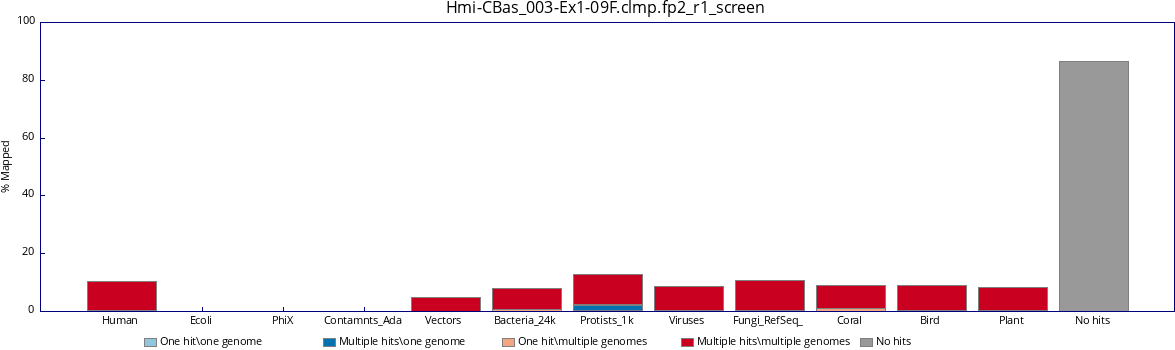 Hmi-CBas_003-Ex1-09F.clmp.fp2_r1_screen
100
80
60
40
20
0
% Mapped
Human Ecoli PhiX Contamnts_Ada Vectors Bacteria_24k Protists_1k Viruses Fungi_RefSeq_ Coral Bird Plant No hits
One hit\one genome Multiple hits\one genome One hit\multiple genomes Multiple hits\multiple genomes No hits